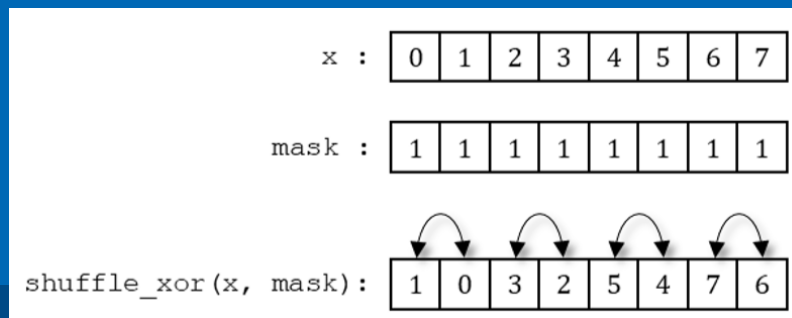 x : 0 1 2 3 4 5 6 7
mask : 1 1 1 1 1 1 1 1
shuffle_xor(x, mask): 1 0 3 2 5 4 7 6